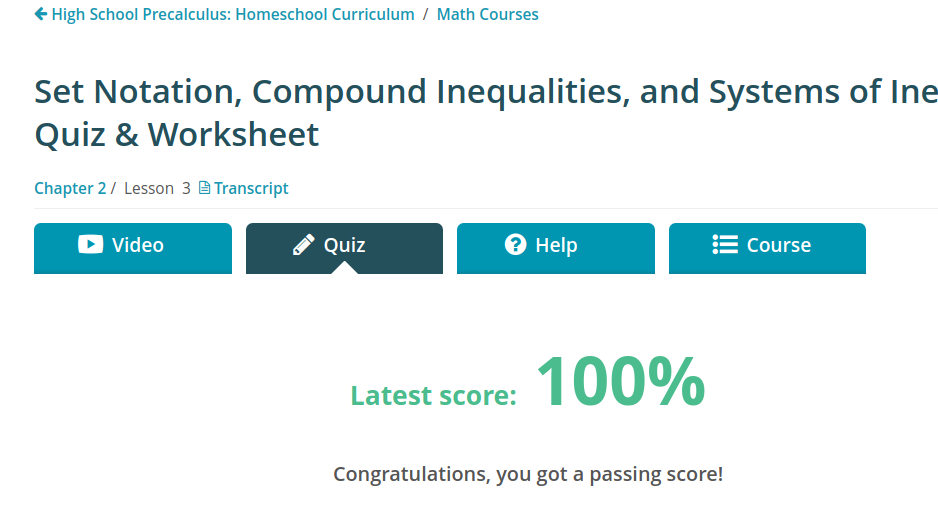 High School Precalculus: Homeschool Curriculum / Math Courses
Set Notation, Compound Inequalities, and Systems of Ine
Quiz & Worksheet
Chapter 2 / Lesson 3 Transcript
Video Quiz Help Course
Latest score: 100%
Congratulations, you got a passing score!